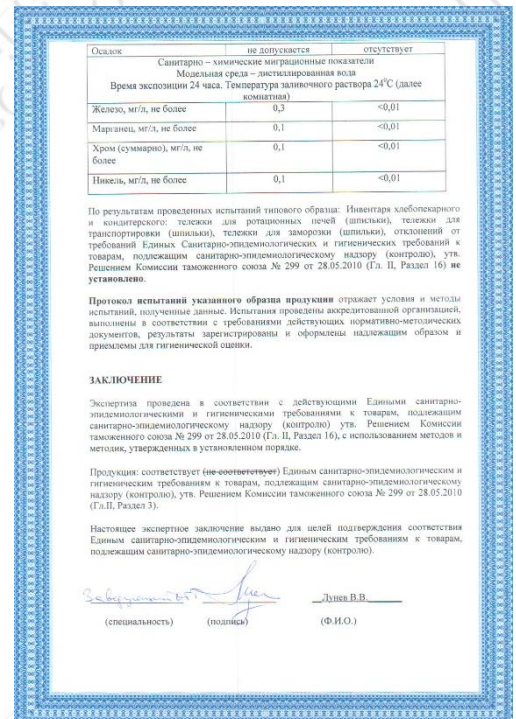 Осадок не допускается отсутствует
Санитарно – химические миграционные показатели
Модельная среда – дистиллированная вода
Время экспозиции 24 часа. Температура заливочного раствора 24°С (далее
комнатная)
Железо, мг/л, не более 0,3 <0,01
Марганец, мг/л, не более 0,1 <0,01
Хром (суммарно), мг/л, не 0,1 <0,01
более
Никель, мг/л, не более 0,1 <0,01
По результатам проведенных испытаний типового образца: Инвентаря хлебопекарного
и кондитерского: тележки для ротационных печей (шпильки), тележки для
транспортировки (шпильки), тележки для заморозки (шпильки), отклонений от
требований Единых Санитарно-эпидемиологических и гигиенических требований к
товарам, подлежащим санитарно-эпидемиологическому надзору (контролю), утв.
Решением Комиссии таможенного союза № 299 от 28.05.2010 (Гл. II, Раздел 16) не
установлено.
Протокол испытаний указанного образца продукции отражает условия и методы
испытаний, полученные данные. Испытания проведены аккредитованной организацией,
выполнены в соответствии с требованиями действующих нормативно-методических
документов, результаты зарегистрированы и оформлены надлежащим образом и
приемлемы для гигиенической оценки.
ЗАКЛЮЧЕНИЕ
Экспертиза проведена в соответствии с действующими Едиными санитарно-
эпидемиологическими и гигиеническими требованиями к товарам, подлежащим
санитарно-эпидемиологическому надзору (контролю) утв. Решением Комиссии
таможенного союза № 299 от 28.05.2010 (Гл. II, Раздел 16), с использованием методов и
методик, утвержденных в установленном порядке.
Продукция: соответствует (не соответствует) Единым санитарно-эпидемиологическим и
гигиеническим требованиям к товарам, подлежащим санитарно-эпидемиологическому
надзору (контролю), утв. Решением Комиссии таможенного союза № 299 от 28.05.2010
(Гл.II, Раздел 3).
Настоящее экспертное заключение выдано для целей подтверждения соответствия
Единым санитарно-эпидемиологическим и гигиеническим требованиям к товарам,
подлежащим санитарно-эпидемиологическому надзору (контролю).
Лунев В.В.
(специальность) (подпись) (Ф.И.О.)